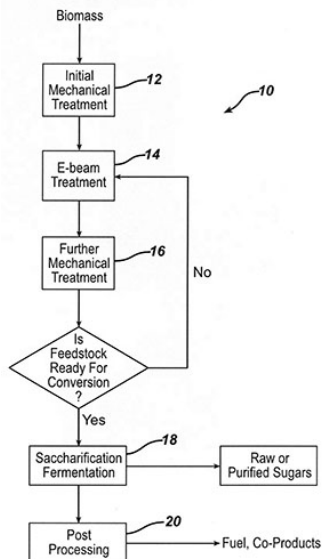 Biomass
Initial
Mechanical
Treatment
12
10
E-beam
Treatment
14
Further
Mechanical
Treatment
16
No
Is
Feedstock
Ready For
Conversion
?
Yes
Saccharification
Fermentation
18
Raw or
Purified Sugars
Post
Processing
20
Fuel, Co-Products